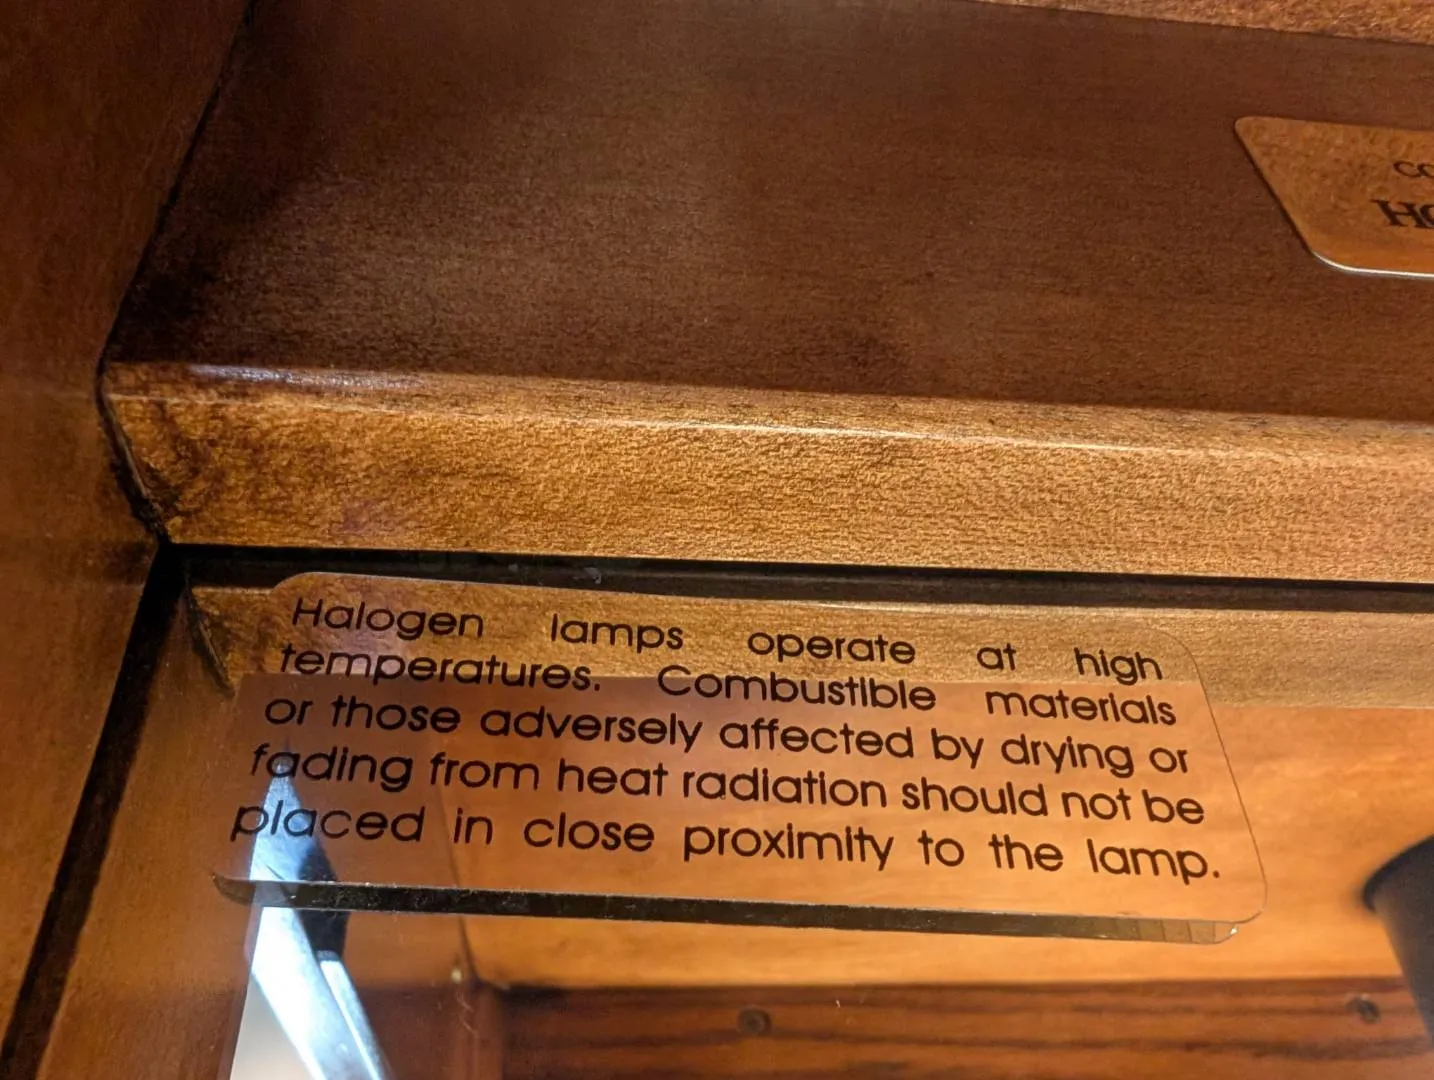 Halogen lamps operate at high
temperatures. Combustible materials
or those adversely affected by drying or
fading from heat radiation should not be
placed in close proximity to the lamp.